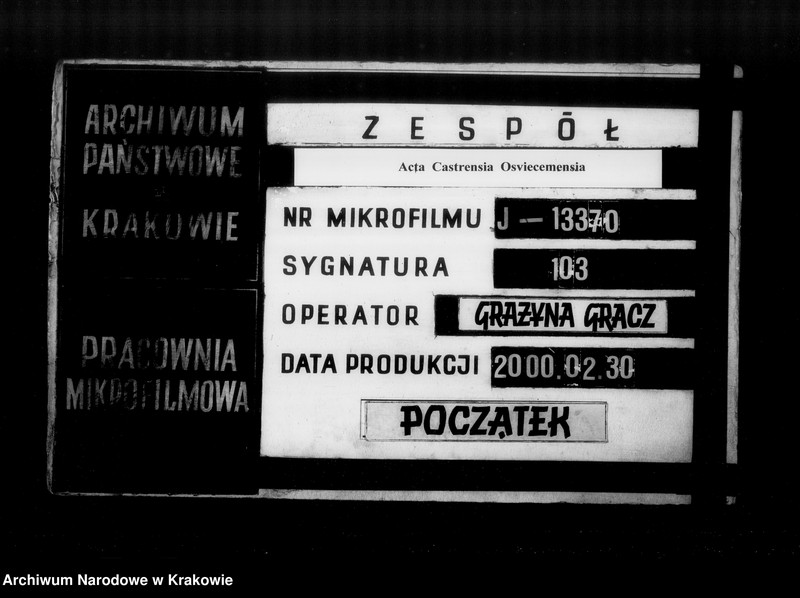 ARCHIWUM
PAŃSTWOWE
W
KRAKOWIE
PRACOWNIA
MIKROFILMOWA
ZESPÓŁ
Acta Castrensia Osviecemensia
NR MIKROFILMU J — 13370
SYGNATURA 103
OPERATOR GRAŻYNA GRACZ
DATA PRODUKCJI 2000.02.30
POCZĄTEK
Archiwum Narodowe w Krakowie